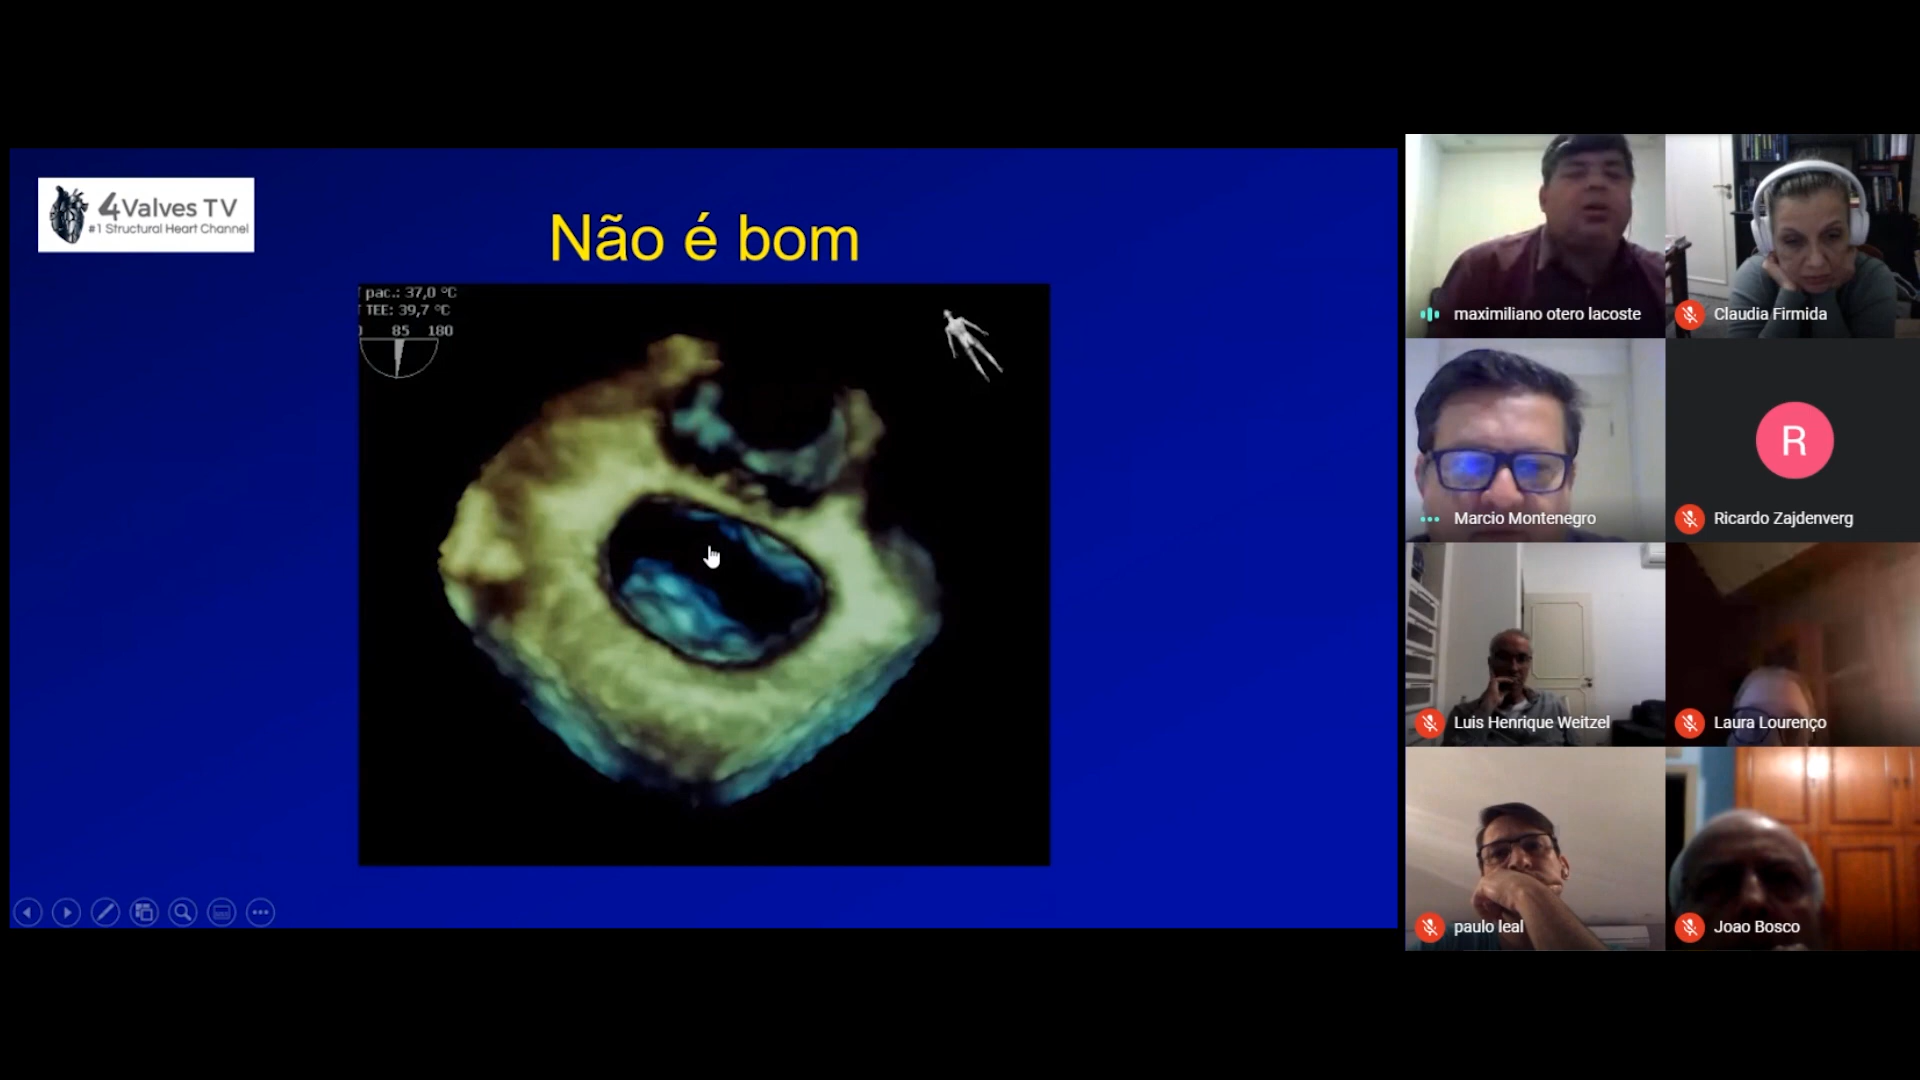 4Valves TV
#1 Structural Heart Channel
Não é bom
T pac.: 37,0 °C
T TEE: 39,7 °C
85 180
maximiliano otero lacoste
Claudia Firmida
Marcio Montenegro
R
Ricardo Zajdenverg
Luis Henrique Weitzel
Laura Lourenço
paulo leal
Joao Bosco